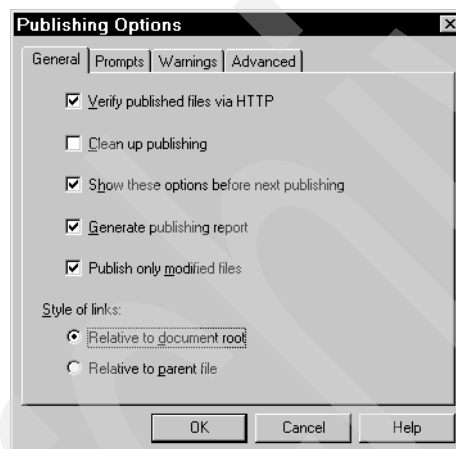 Publishing Options
General Prompts Warnings Advanced
Verify published files via HTTP
Clean up publishing
Show these options before next publishing
Generate publishing report
Publish only modified files
Style of links:
Relative to document root
Relative to parent file
OK Cancel Help